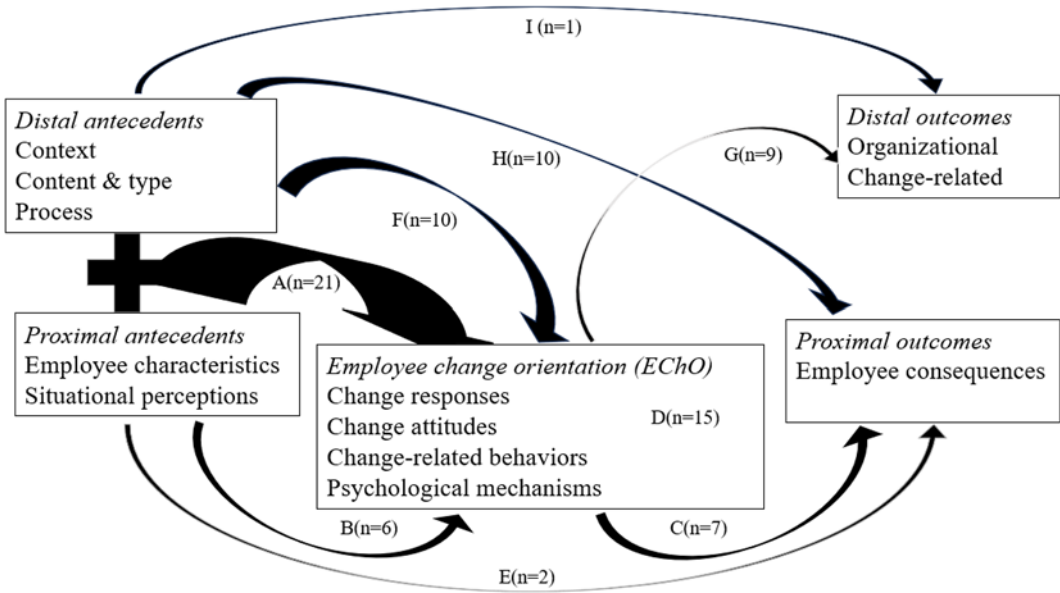 I (n=1)
Distal antecedents
Context
Content & type
Process
Distal outcomes
Organizational
Change-related
H(n=10)
G(n=9)
F(n=10)
A(n=21)
Proximal antecedents
Employee characteristics
Situational perceptions
Employee change orientation (EChO)
Change responses
Change attitudes
Change-related behaviors
Psychological mechanisms
D(n=15)
Proximal outcomes
Employee consequences
B(n=6)
C(n=7)
E(n=2)